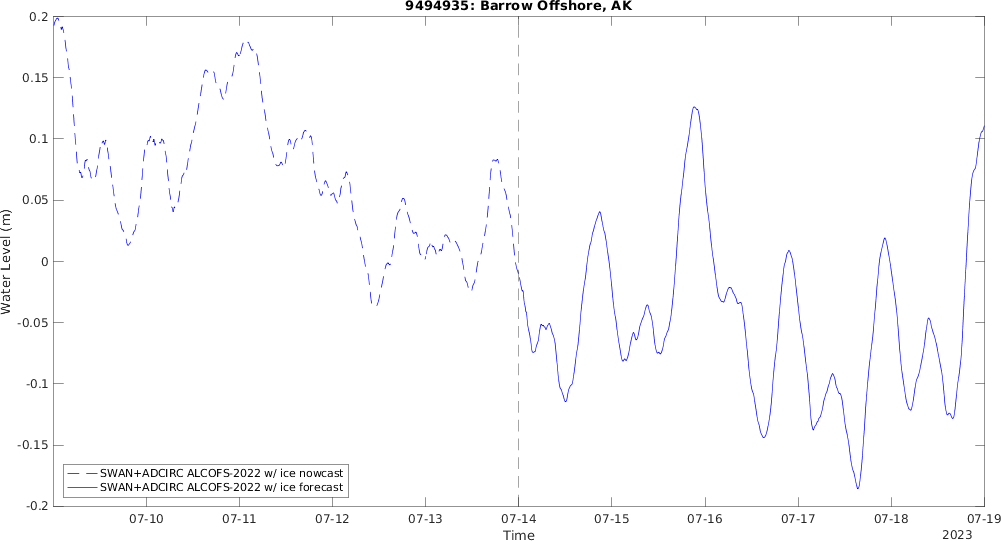 9494935: Barrow Offshore, AK
0.2
0.15
0.1
0.05
0
-0.05
-0.1
-0.15
-0.2
Water Level (m)
SWAN+ADCIRC ALCOFS-2022 w/ ice nowcast
SWAN+ADCIRC ALCOFS-2022 w/ ice forecast
07-10 07-11 07-12 07-13 07-14 07-15 07-16 07-17 07-18 07-19
Time
2023